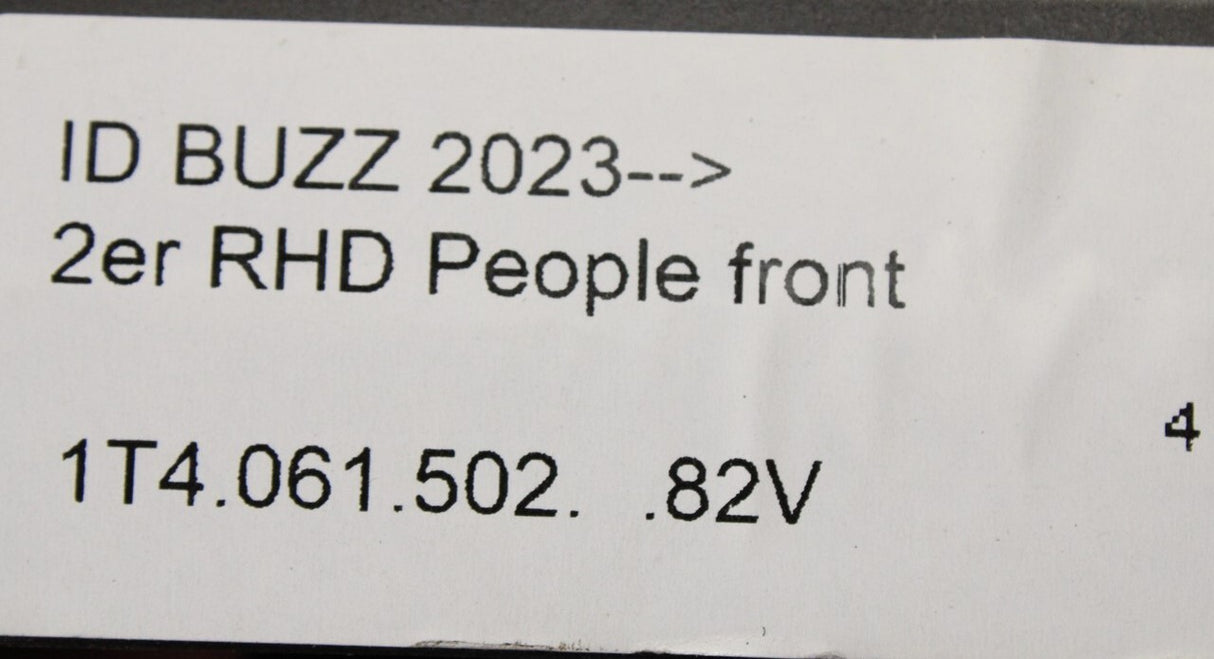 ID BUZZ 2023-->
2er RHD People front
4
1T4.061.502. .82V